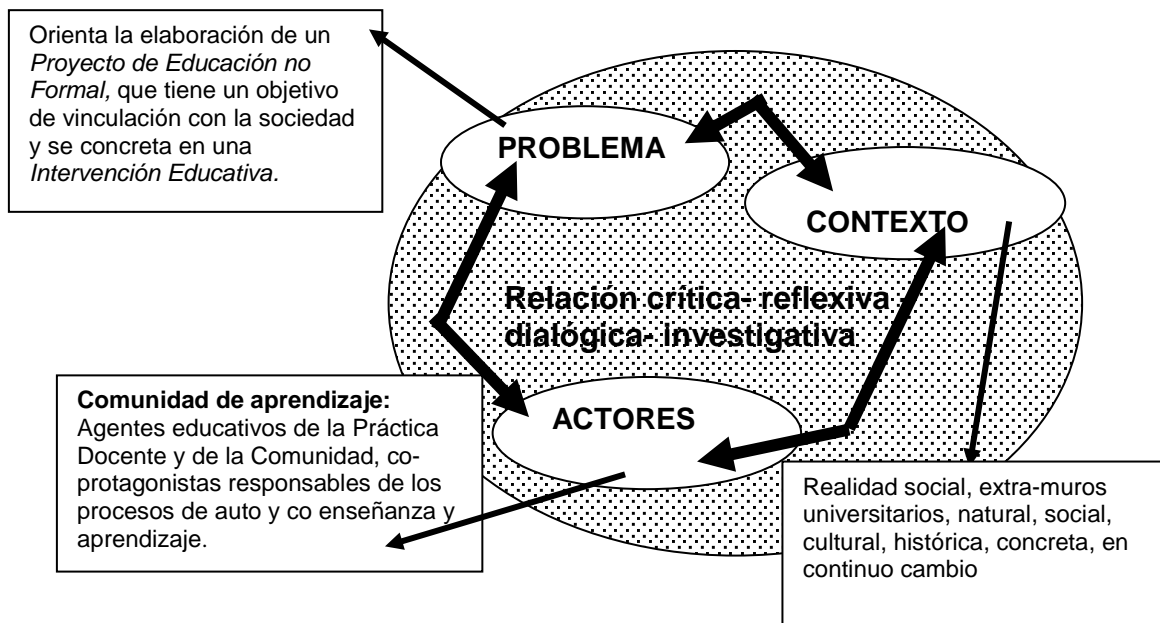 Orienta la elaboración de un
Proyecto de Educación no
Formal, que tiene un objetivo
de vinculación con la sociedad
y se concreta en una
Intervención Educativa.
PROBLEMA
CONTEXTO
Relación crítica- reflexiva
dialógica- investigativa
ACTORES
Comunidad de aprendizaje:
Agentes educativos de la Práctica
Docente y de la Comunidad, co-
protagonistas responsables de los
procesos de auto y co enseñanza y
aprendizaje.
Realidad social, extra-muros
universitarios, natural, social,
cultural, histórica, concreta, en
continuo cambio